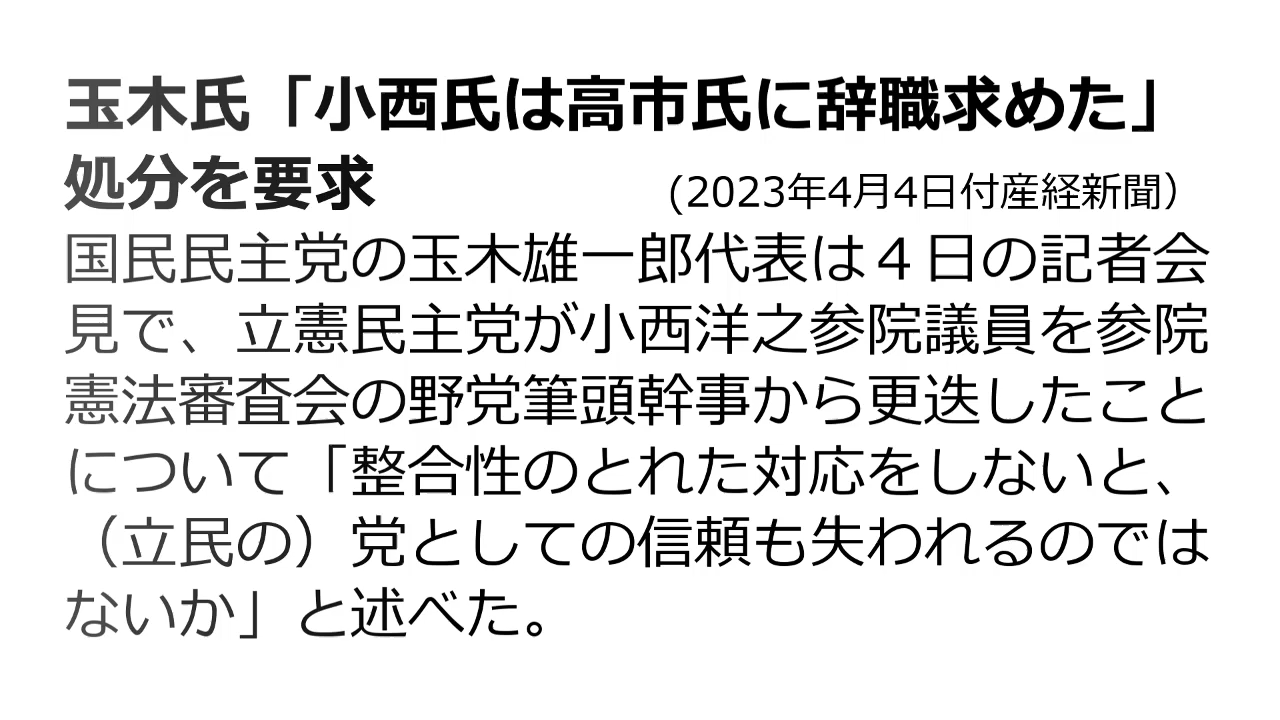 玉木氏「小西氏は高市氏に辞職求めた」
処分を要求 (2023年4月4日付産経新聞）
国民民主党の玉木雄一郎代表は４日の記者会
見で、立憲民主党が小西洋之参院議員を参院
憲法審査会の野党筆頭幹事から更迭したこと
について「整合性のとれた対応をしないと、
（立民の）党としての信頼も失われるのでは
ないか」と述べた。